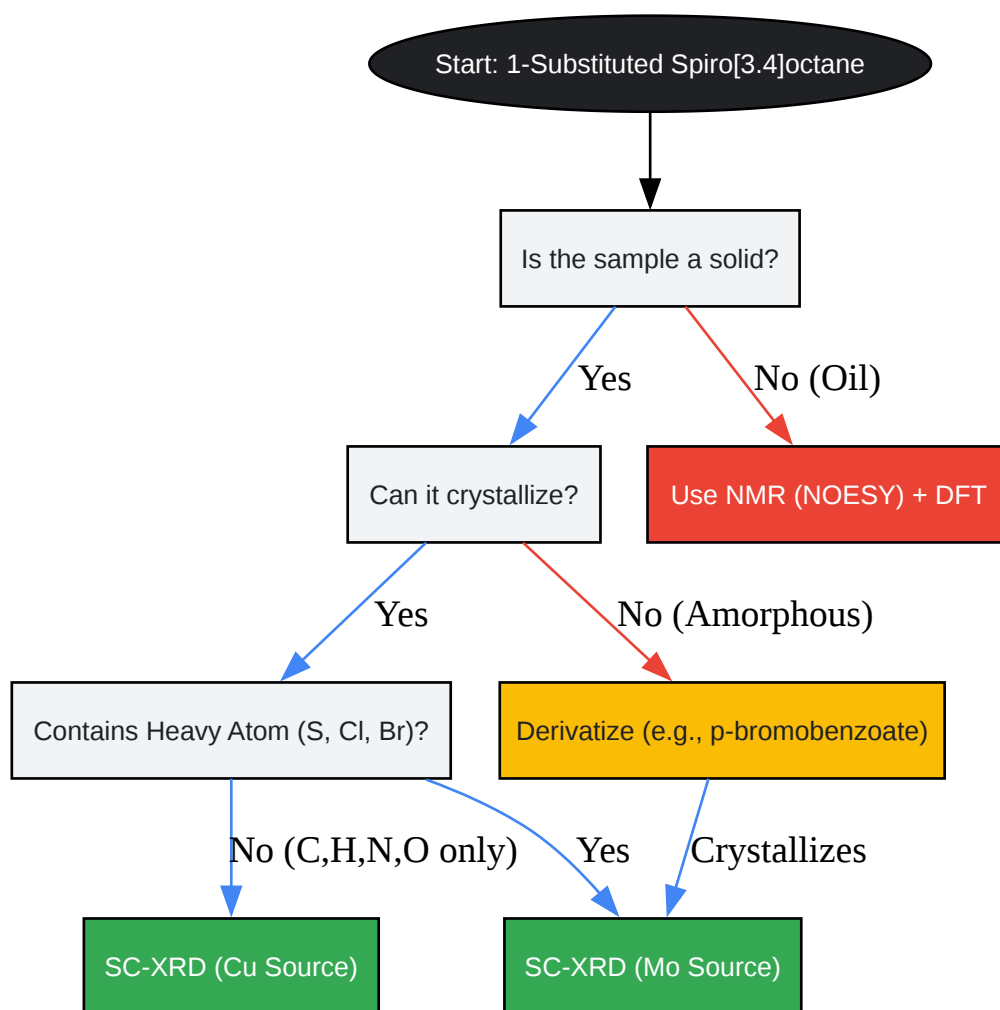 Start: 1-Substituted Spiro[3.4]octane
Is the sample a solid?
Yes
No (Oil)
Can it crystallize?
Use NMR (NOESY) + DFT
Yes
No (Amorphous)
Contains Heavy Atom (S, Cl, Br)?
Derivatize (e.g., p-bromobenzoate)
No (C,H,N,O only)
Yes
Crystallizes
SC-XRD (Cu Source)
SC-XRD (Mo Source)